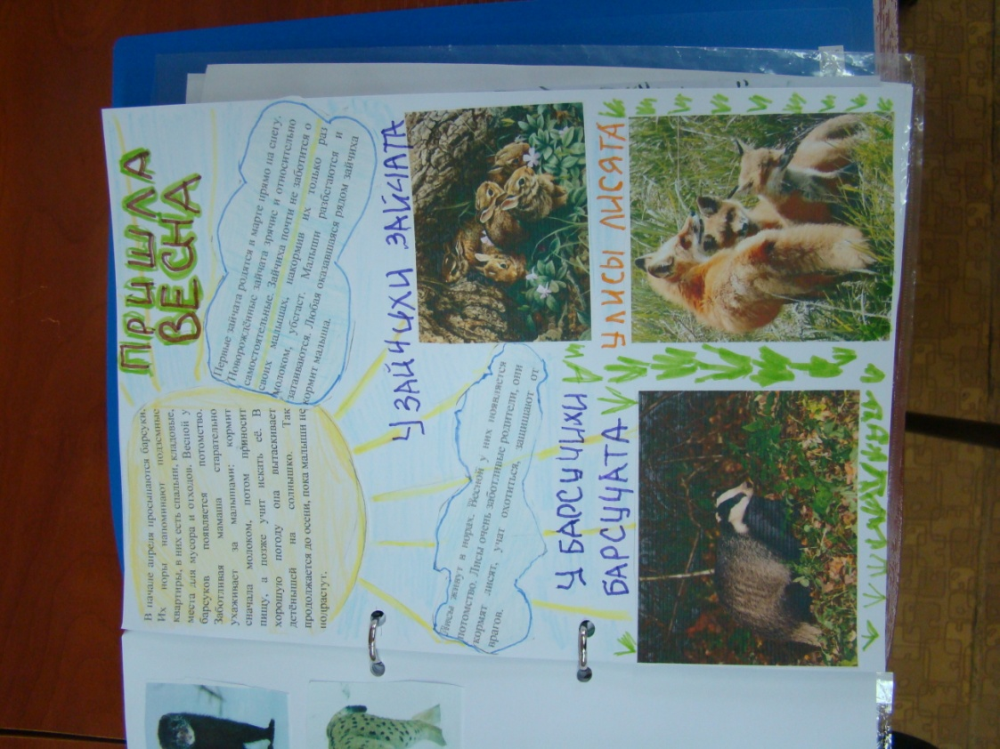 ПРИШЛА
ВЕСНА
В начале апреля просыпаются барсуки.
Их норы напоминают подземные
квартиры, в них есть спальни, кладовые,
места для мусора и отходов. Весной у
барсуков появляется потомство.
Заботливая мамаша старательно
ухаживает за малышами: кормит
сначала молоком, потом приносит
пищу, а позже учит искать её. В
хорошую погоду она вытаскивает
детёнышей на солнышко. Так
продолжается до осени, пока малыши не
подрастут.
Первые зайчата родятся в марте прямо на снегу.
Новорождённые зайчата зрячие и относительно
самостоятельные. Зайчиха почти не заботится о
своих малышах, накормив их только раз
молоком, убегает. Малыши разбегаются и
затаиваются. Любая оказавшаяся рядом зайчиха
кормит малыша.
У ЗАЙЧИХИ ЗАЙЧАТА
Лисы живут в норах. Весной у них появляется
потомство. Лисы очень заботливые родители, они
кормят лисят, учат охотиться, защищают от
врагов.
У БАРСУЧИХИ
БАРСУЧАТА
У ЛИСЫ ЛИСЯТА